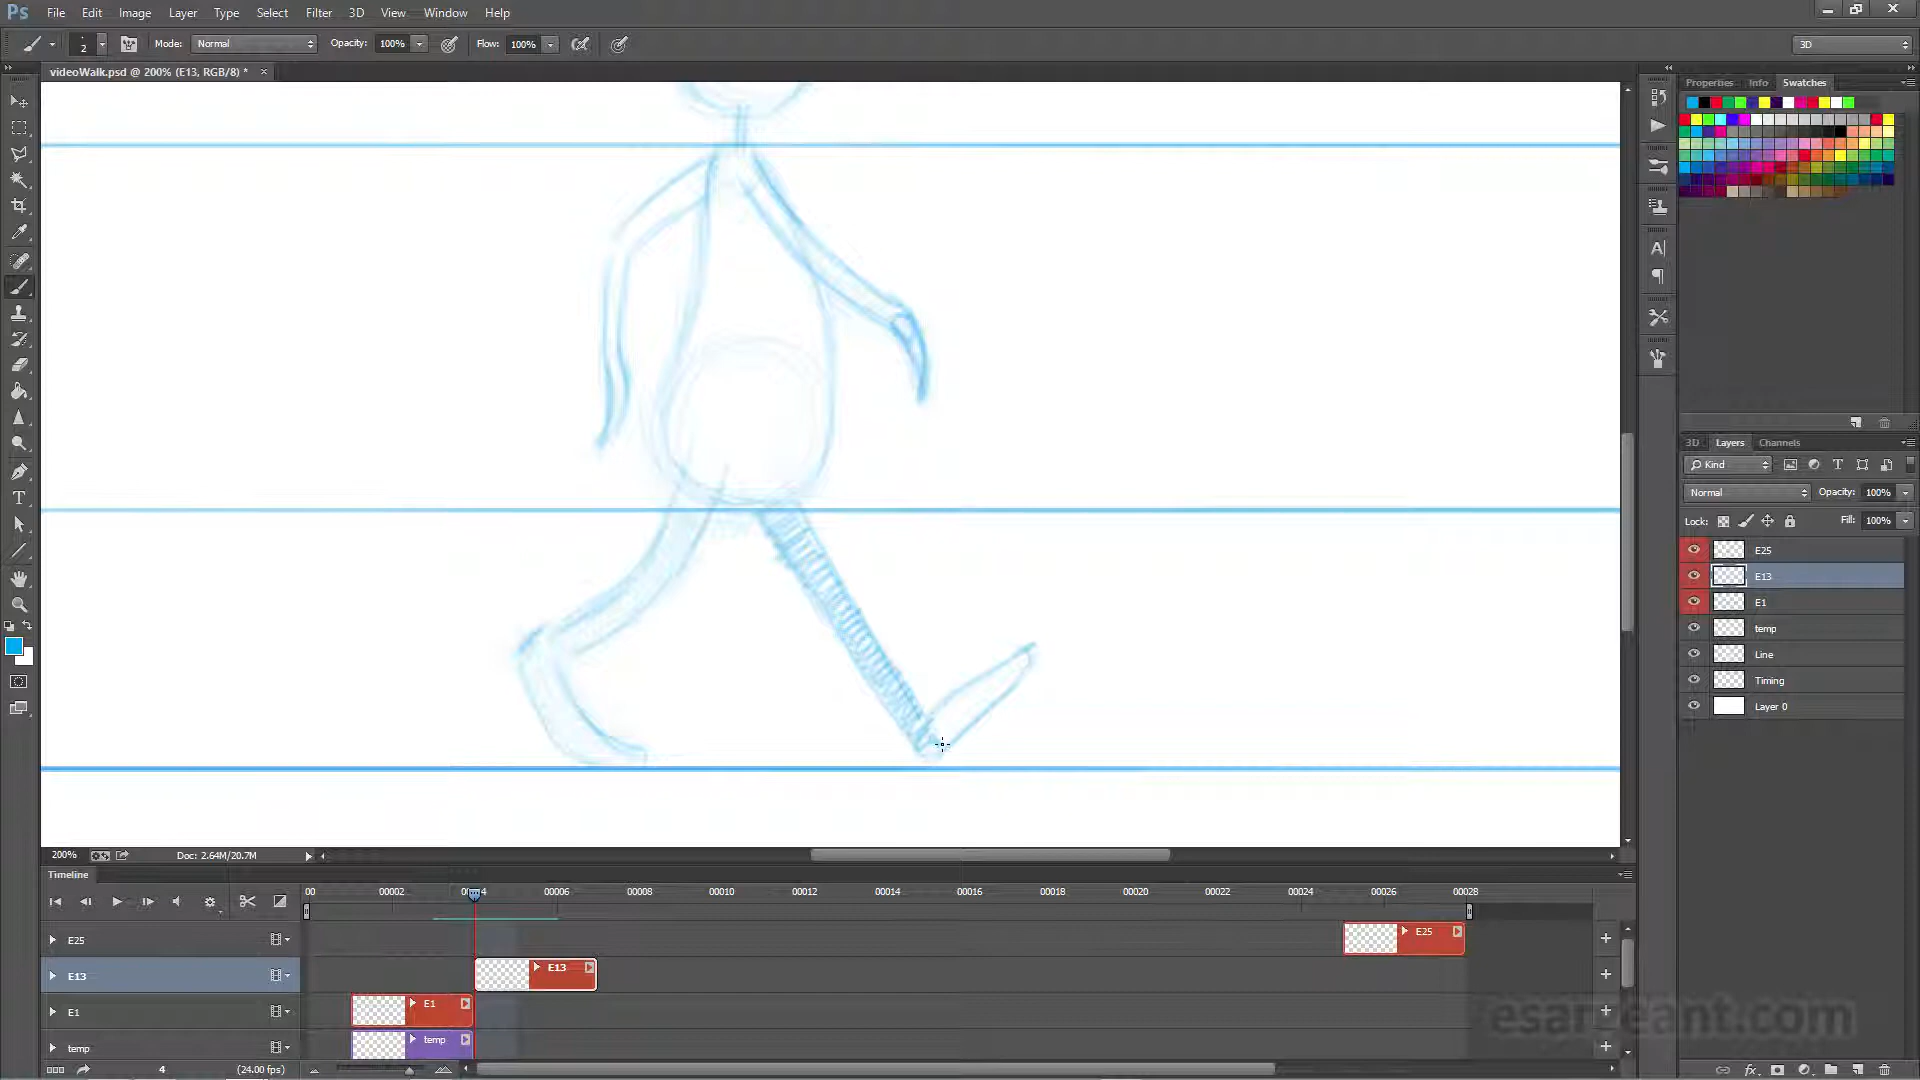 Ps File Edit Image Layer Type Select Filter 3D View Window Help
2 Mode: Normal Opacity: 100% Flow: 100% 3D
videoWalk.psd @ 200% (E13, RGB/8) * ×
Properties Info Swatches
3D Layers Channels
Kind
Normal Opacity: 100%
Lock: Fill: 100%
E25
E13
E1
temp
Line
Timing
Layer 0
200% Doc: 2.64M/20.7M
Timeline
00 00002 00006 00008 00010 00012 00014 00016 00018 00020 00022 00024 00026 00028
E25 E25
E13 E13
E1 E1
temp temp
4 (24.00 fps)
esargeant.com